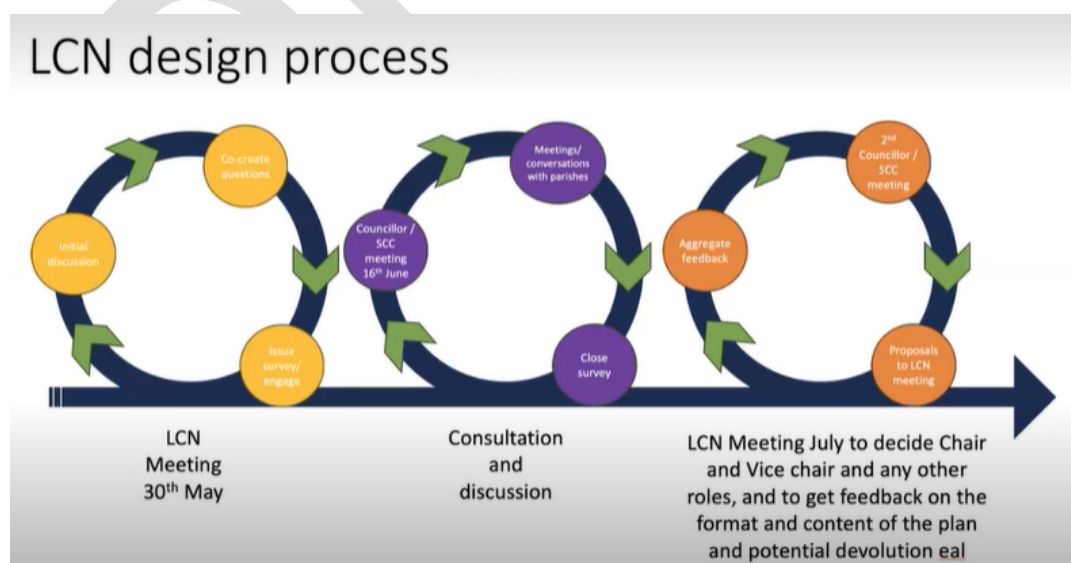 LCN design process
Initial
discussion
Co-create
questions
Issue
survey/
engage
Councillor /
SCC
meeting
16th June
Meetings/
conversations
with parishes
Close
survey
Aggregate
feedback
2nd
Councillor /
SCC
meeting
Proposals
to LCN
meeting
LCN
Meeting
30th May
Consultation
and
discussion
LCN Meeting July to decide Chair
and Vice chair and any other
roles, and to get feedback on the
format and content of the plan
and potential devolution eal